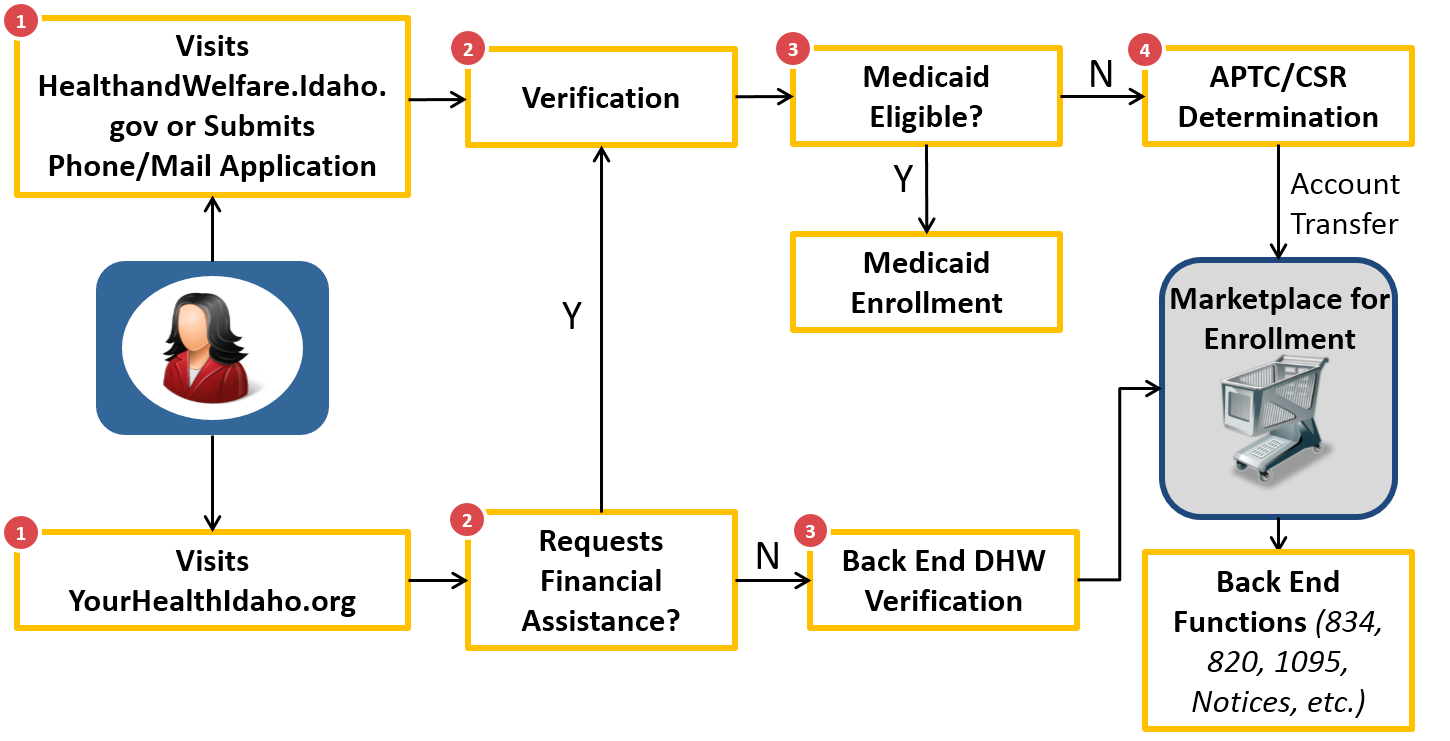 1
Visits
HealthandWelfare.Idaho.
gov or Submits
Phone/Mail Application
2
Verification
3
Medicaid
Eligible?
N
4
APTC/CSR
Determination
Y
Medicaid
Enrollment
Account
Transfer
Marketplace for
Enrollment
Y
1
Visits
YourHealthIdaho.org
2
Requests
Financial
Assistance?
N
3
Back End DHW
Verification
Back End
Functions (834,
820, 1095,
Notices, etc.)